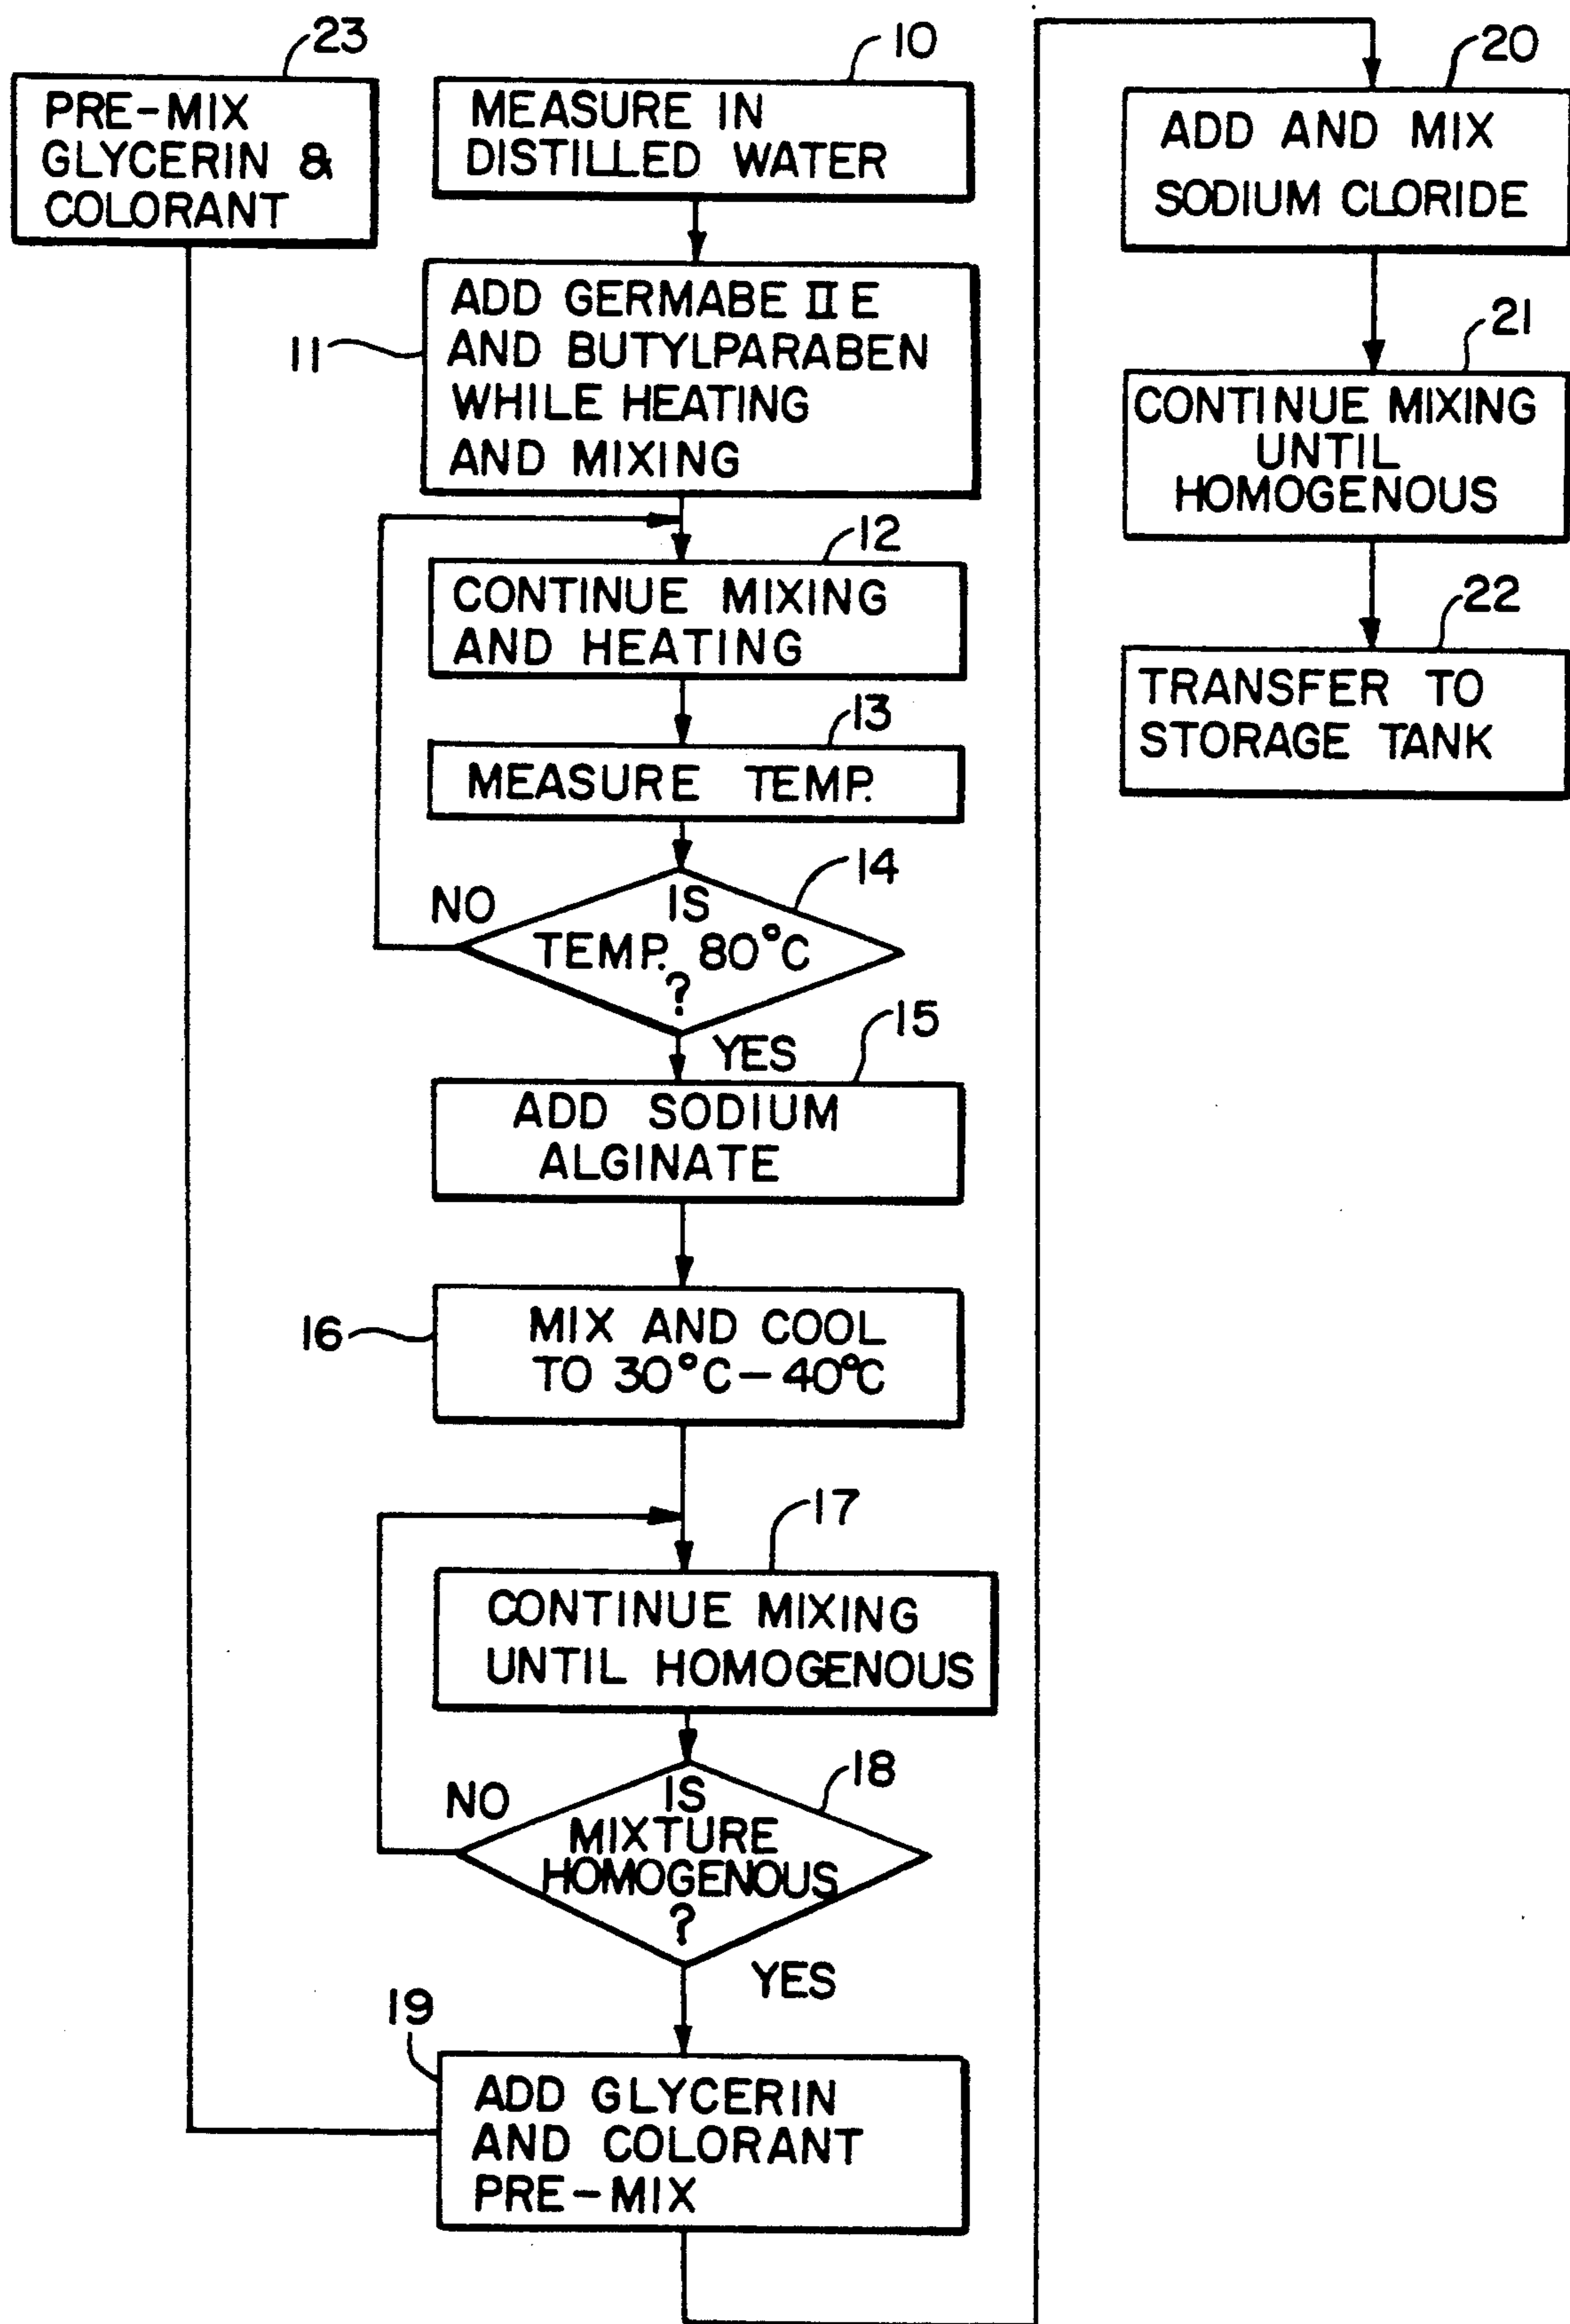 23
PRE-MIX
GLYCERIN &
COLORANT
10
MEASURE IN
DISTILLED WATER
11
ADD GERMABE II E
AND BUTYLPARABEN
WHILE HEATING
AND MIXING
12
CONTINUE MIXING
AND HEATING
13
MEASURE TEMP.
14
NO
IS
TEMP. 80°C
?
YES
15
ADD SODIUM
ALGINATE
16
MIX AND COOL
TO 30°C-40°C
17
CONTINUE MIXING
UNTIL HOMOGENOUS
18
NO
IS
MIXTURE
HOMOGENOUS
?
YES
19
ADD GLYCERIN
AND COLORANT
PRE-MIX
20
ADD AND MIX
SODIUM CLORIDE
21
CONTINUE MIXING
UNTIL
HOMOGENOUS
22
TRANSFER TO
STORAGE TANK